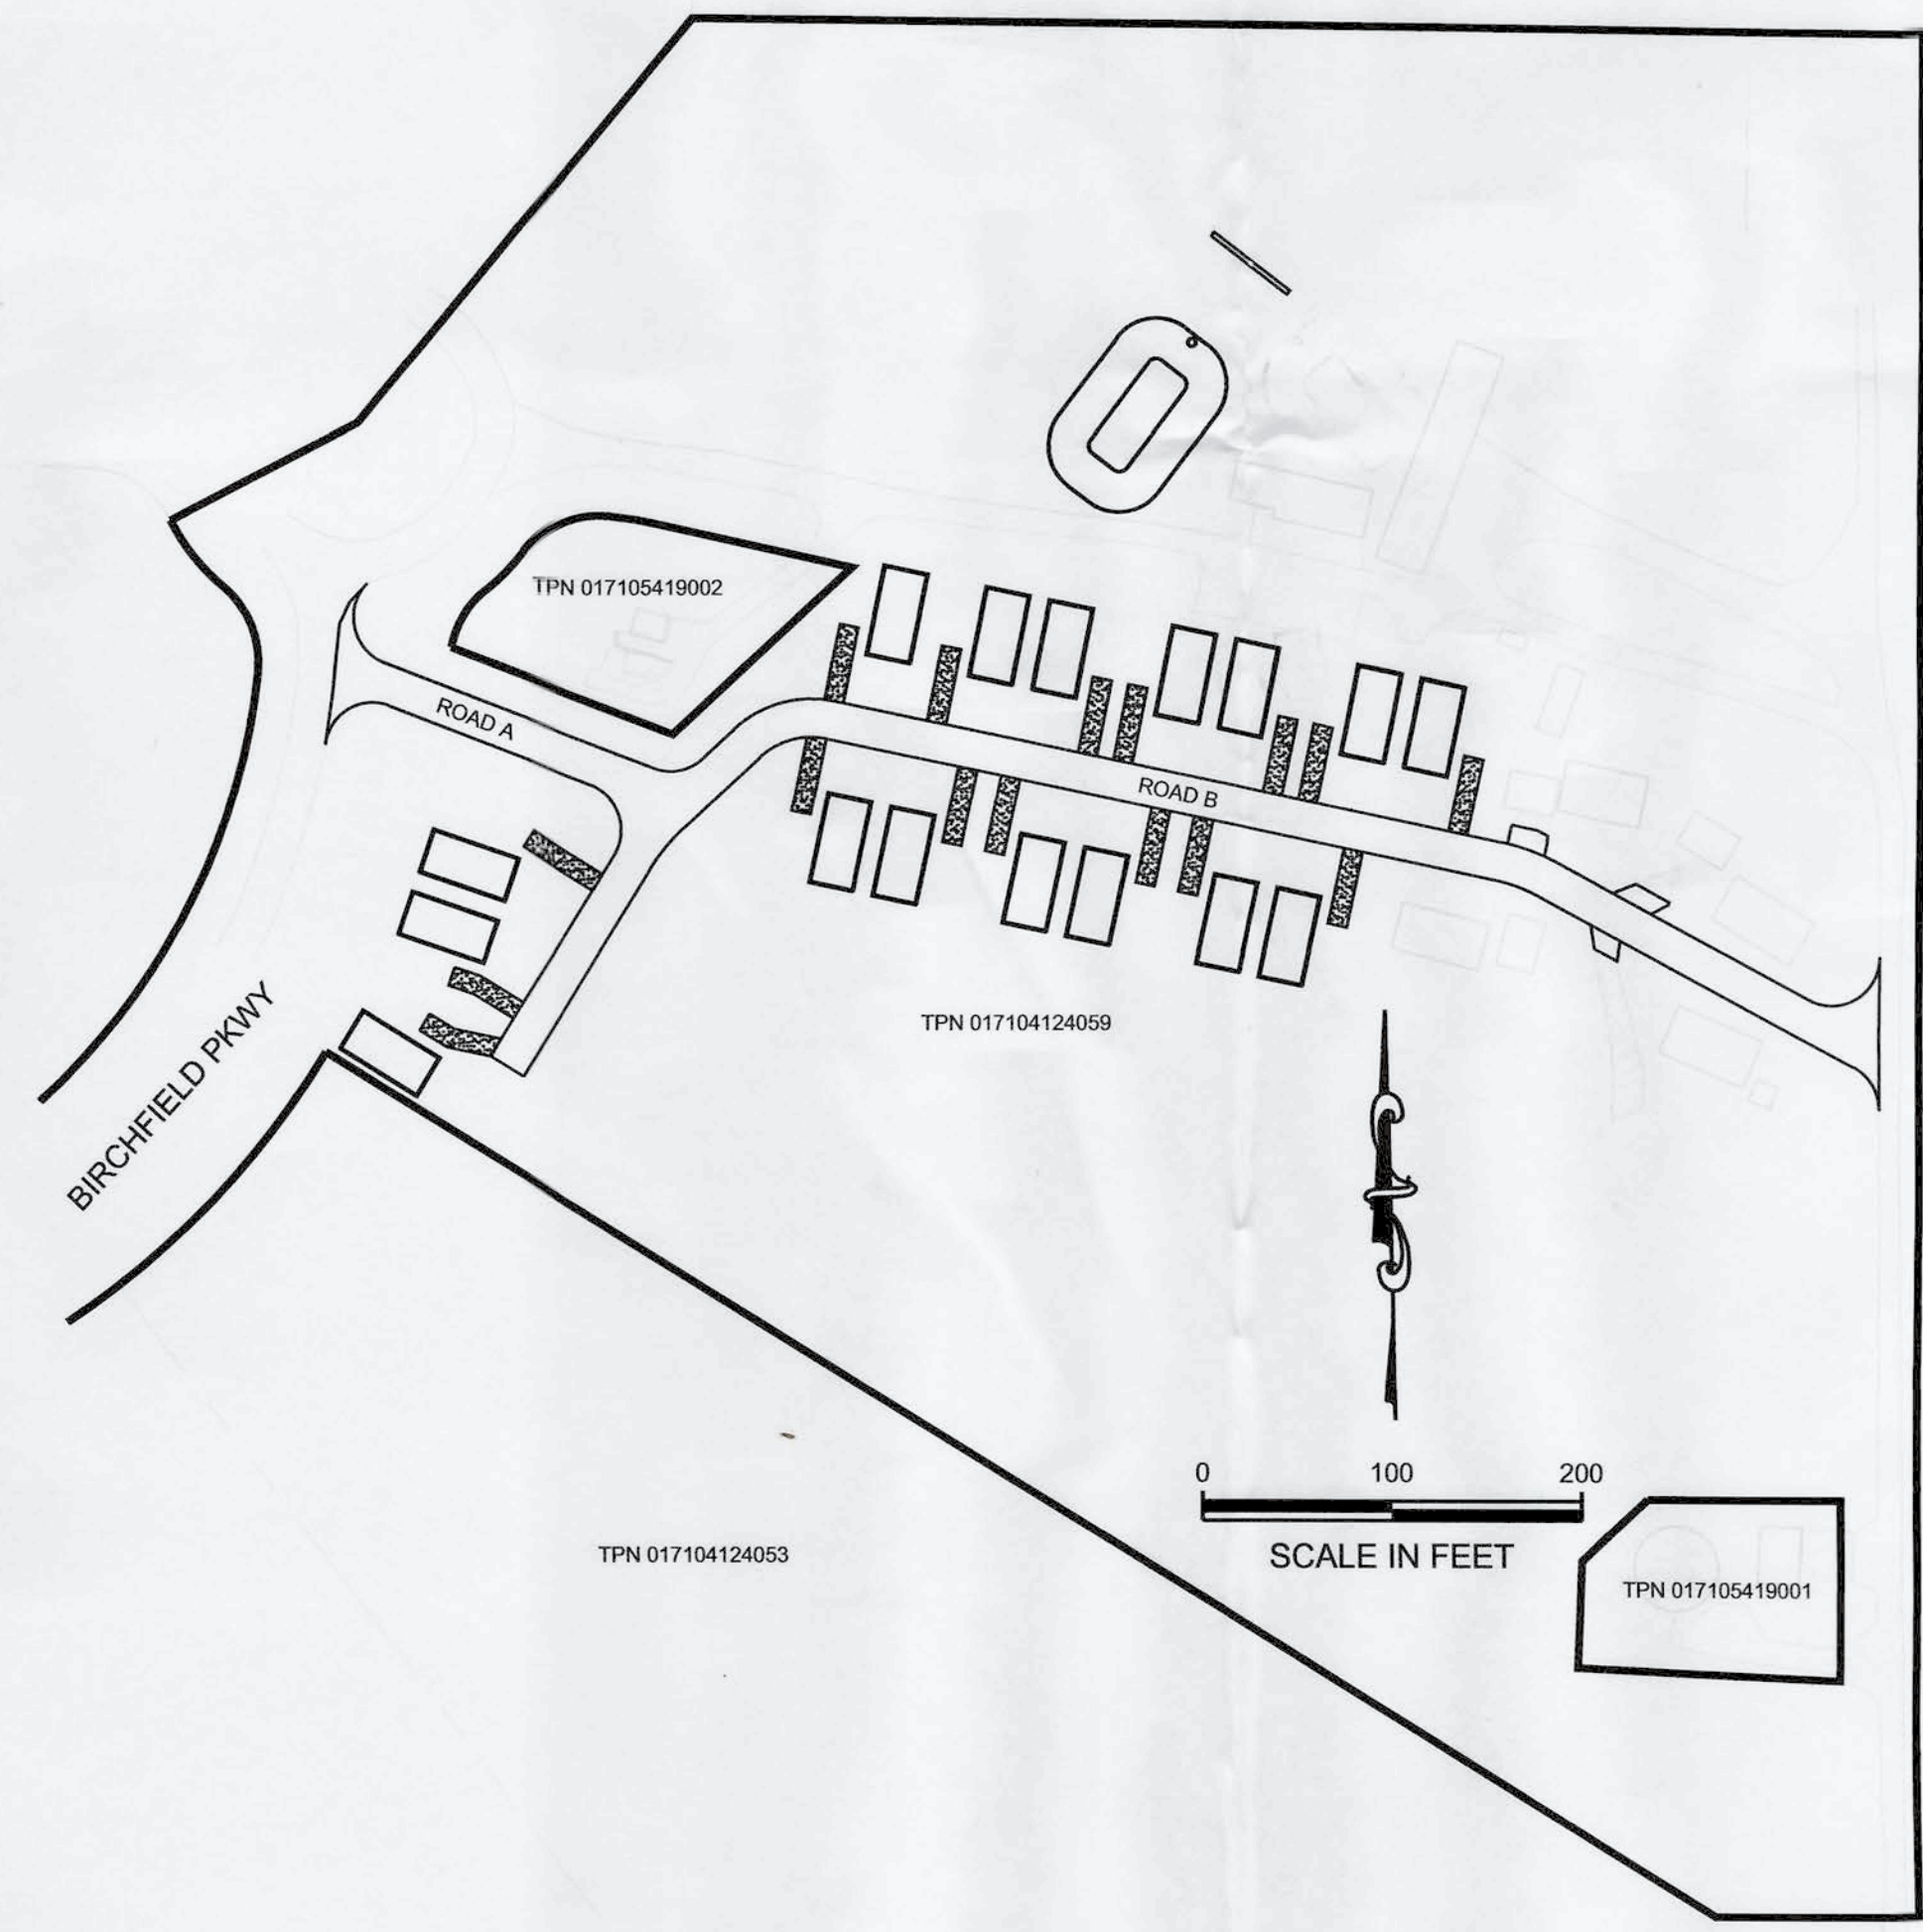 TPN 017105419002
ROAD A
ROAD B
TPN 017104124059
BIRCHFIELD PKWY
0 100 200
SCALE IN FEET
TPN 017104124053
TPN 017105419001